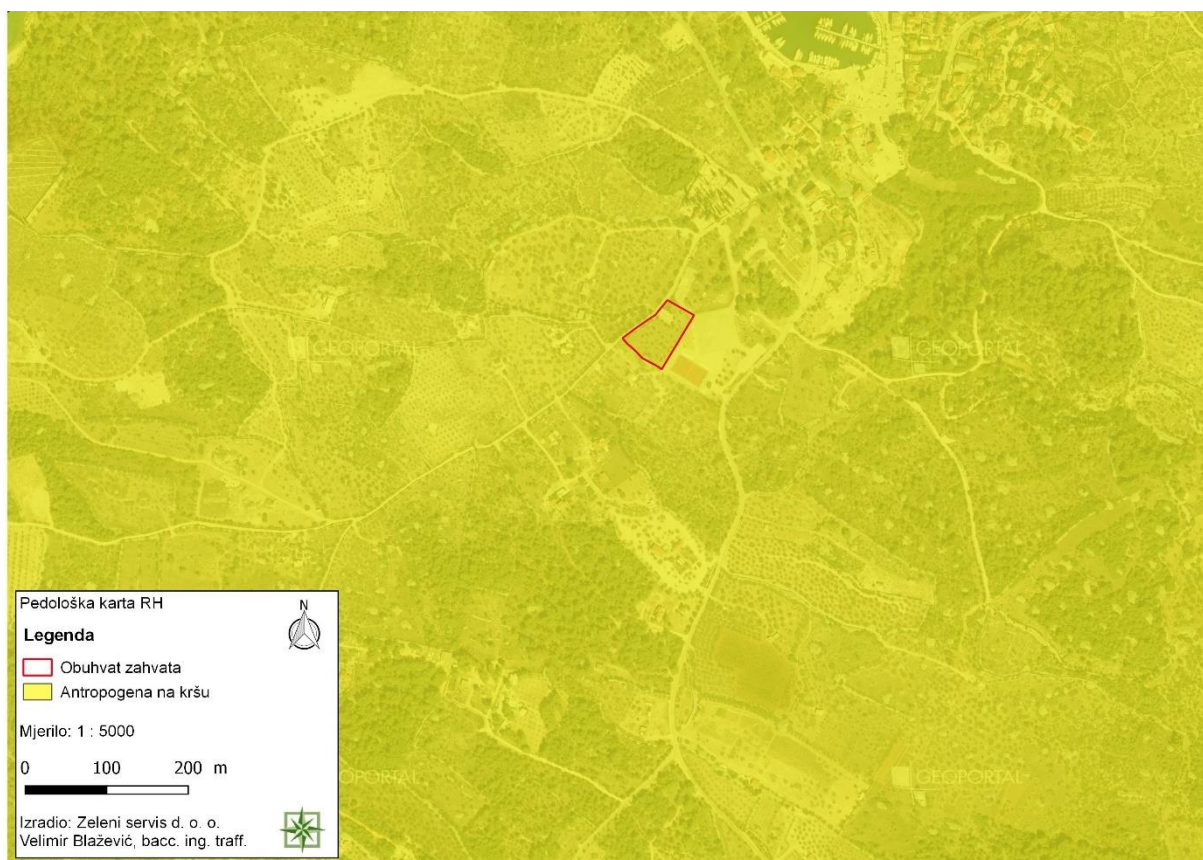 GEOPORTAL
GEOPORTAL
Pedološka karta RH
N
Legenda
Obuhvat zahvata
Antropogena na kršu
Mjerilo: 1 : 5000
0 100 200 m
Izradio: Zeleni servis d. o. o.
Velimir Blažević, bacc. ing. traff.
GEOPORTAL
GEOPORTAL